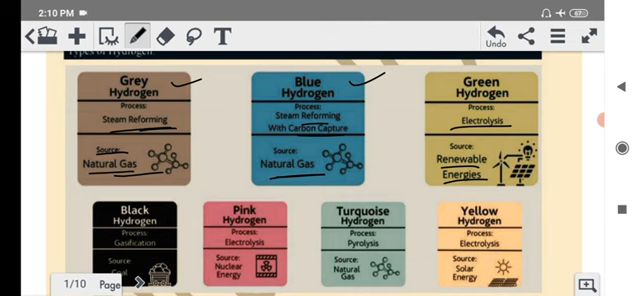 2:10 PM
67
T
Undo
Types of Hydrogen:
Grey
Hydrogen
Process:
Steam Reforming
Source:
Natural Gas
Blue
Hydrogen
Process:
Steam Reforming
With Carbon Capture
Source:
Natural Gas
Green
Hydrogen
Process:
Electrolysis
Source:
Renewable
Energies
Black
Hydrogen
Process:
Gasification
Source
Coal
Pink
Hydrogen
Process:
Electrolysis
Source:
Nuclear
Energy
Turquoise
Hydrogen
Process:
Pyrolysis
Source:
Natural
Gas
Yellow
Hydrogen
Process:
Electrolysis
Source:
Solar
Energy
1/10 Page